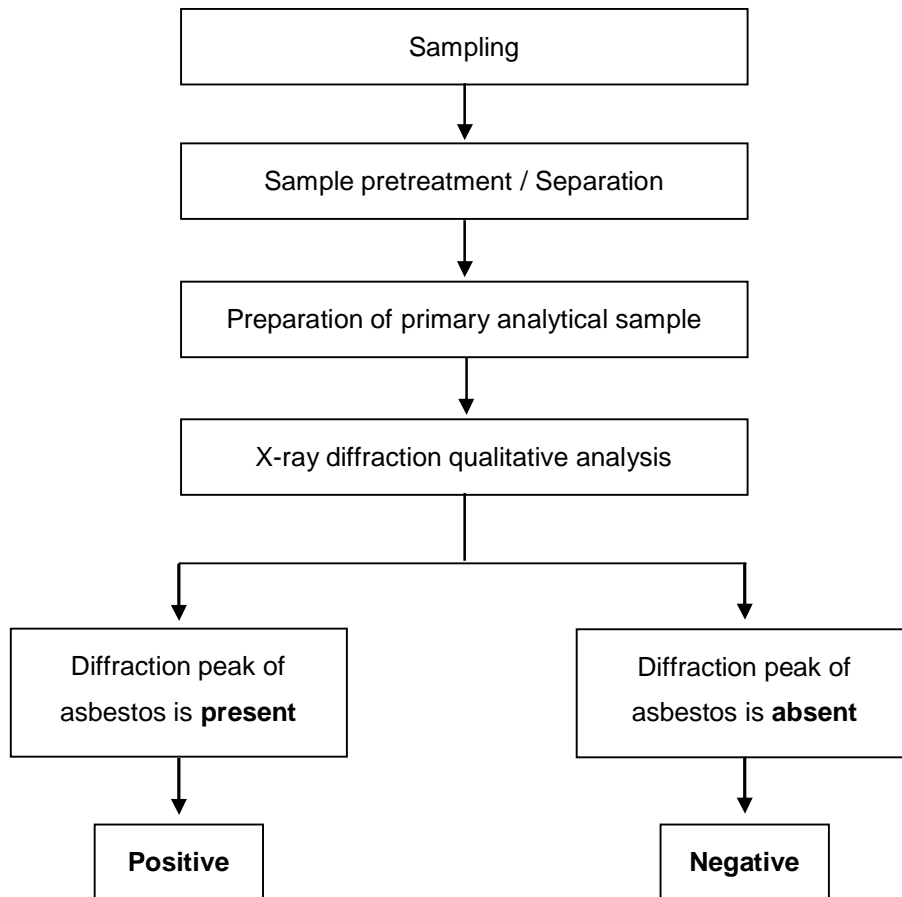 Sampling
Sample pretreatment / Separation
Preparation of primary analytical sample
X-ray diffraction qualitative analysis
Diffraction peak of
asbestos is present
Diffraction peak of
asbestos is absent
Positive
Negative